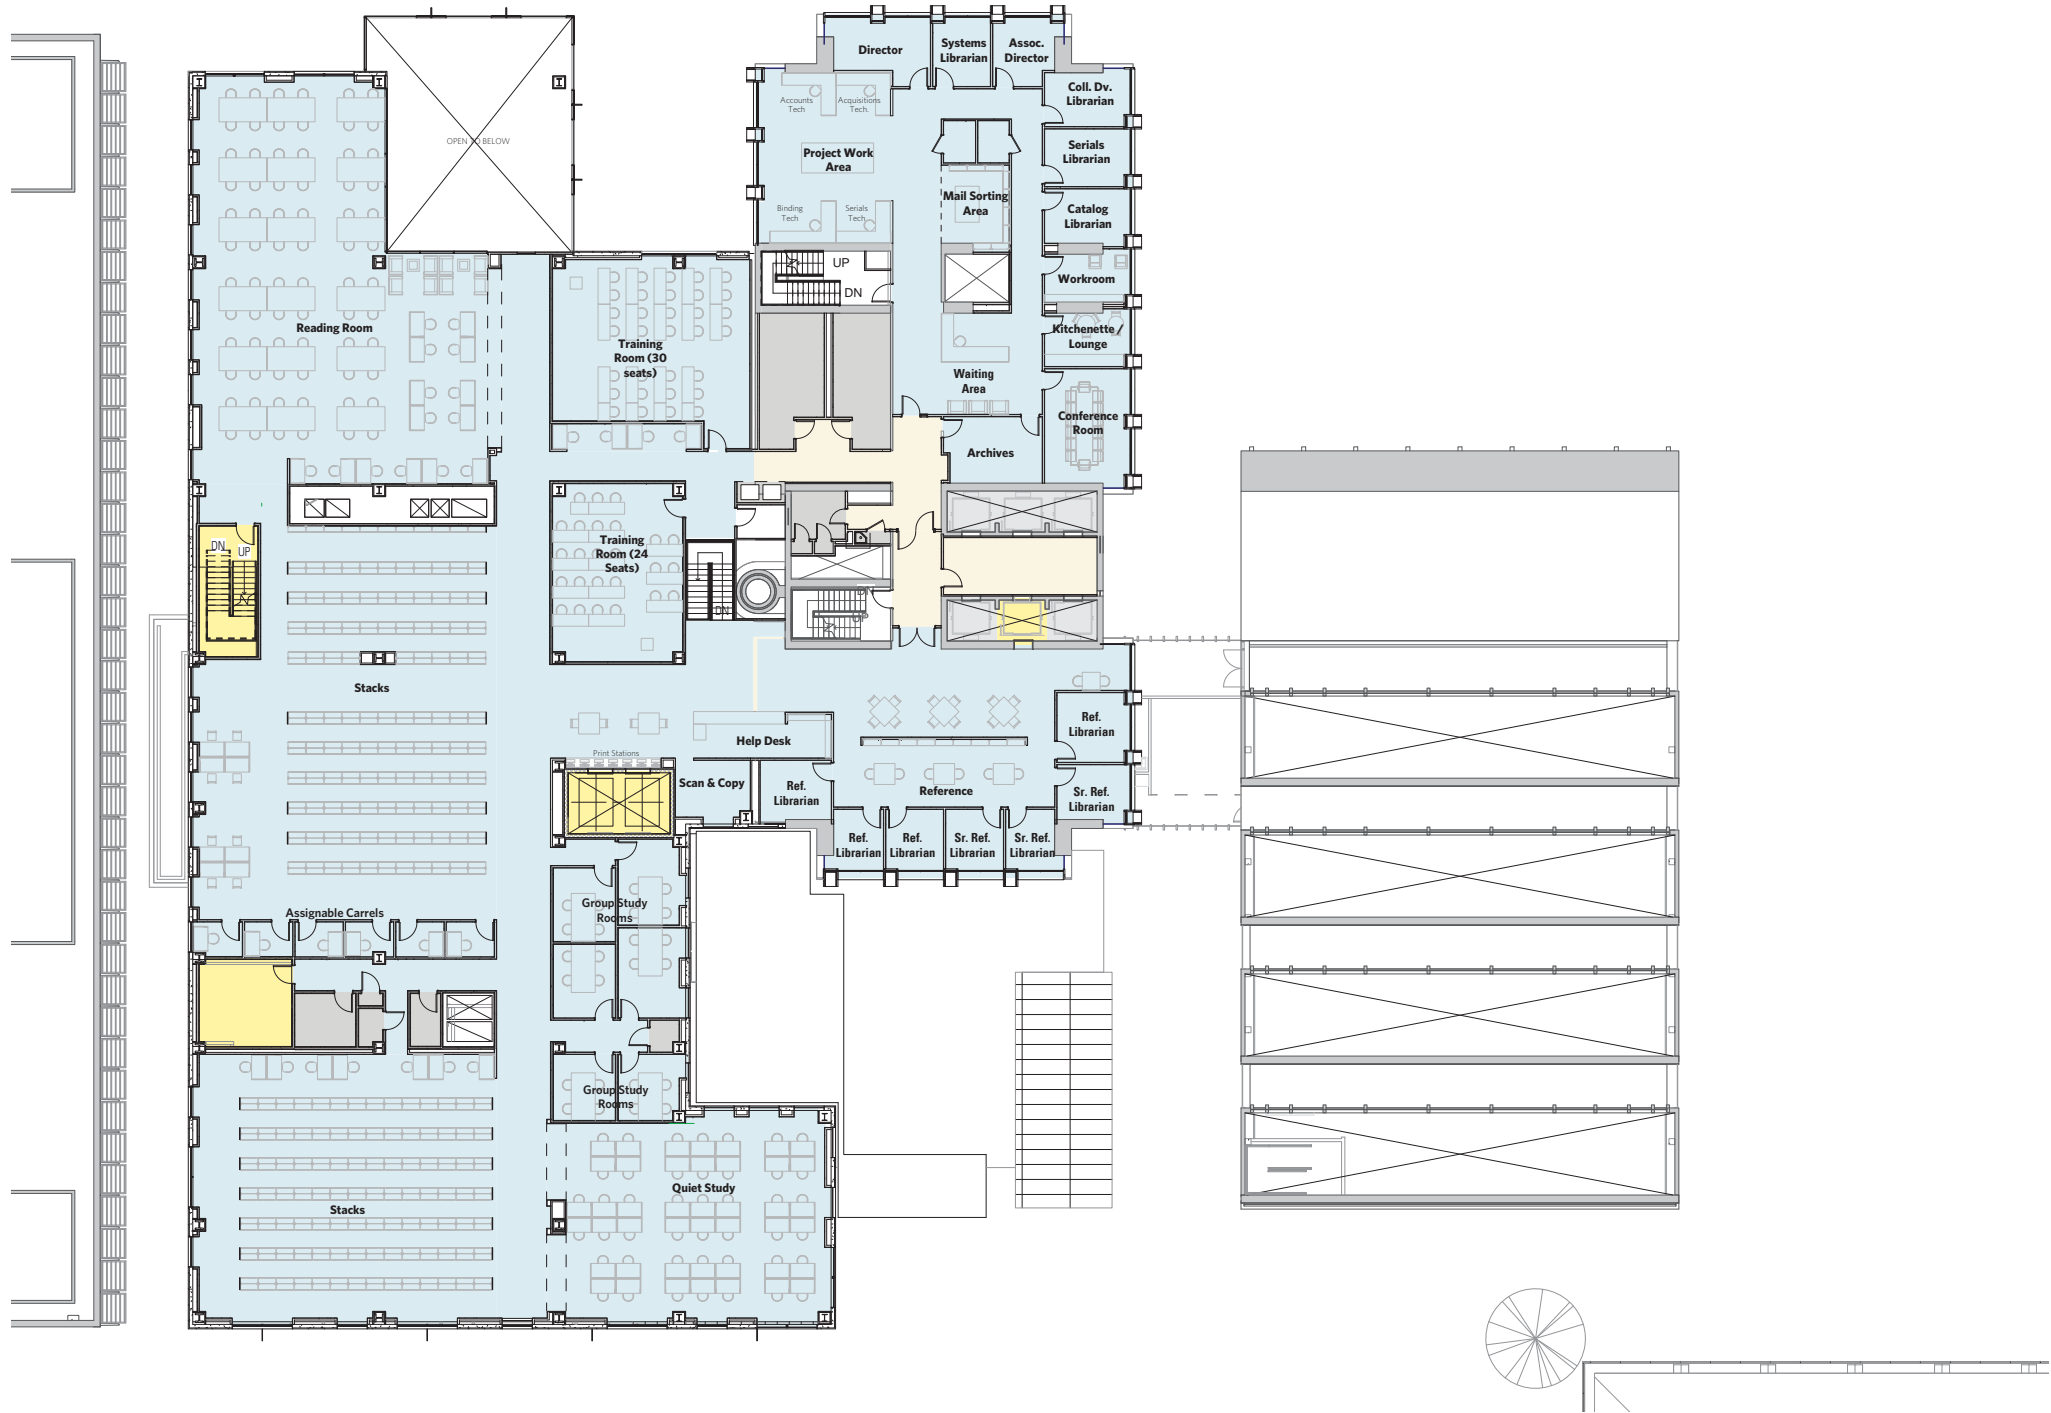 Director
Systems
Librarian
Assoc.
Director
Coll. Dv.
Librarian
Accounts
Tech
Acquisitions
Tech.
OPEN TO BELOW
Project Work
Area
Serials
Librarian
Mail Sorting
Area
Catalog
Librarian
Binding
Tech
Serials
Tech
UP
DN
Workroom
Reading Room
Training
Room (30
seats)
Kitchenette /
Lounge
Waiting
Area
Conference
Room
Archives
DN
UP
Training
Room (24
Seats)
DN
DN
UP
Stacks
Ref.
Librarian
Help Desk
Print Stations
Scan & Copy
Ref.
Librarian
Reference
Sr. Ref.
Librarian
Ref.
Librarian
Ref.
Librarian
Sr. Ref.
Librarian
Sr. Ref.
Librarian
Group Study
Rooms
Assignable Carrels
Group Study
Rooms
Quiet Study
Stacks